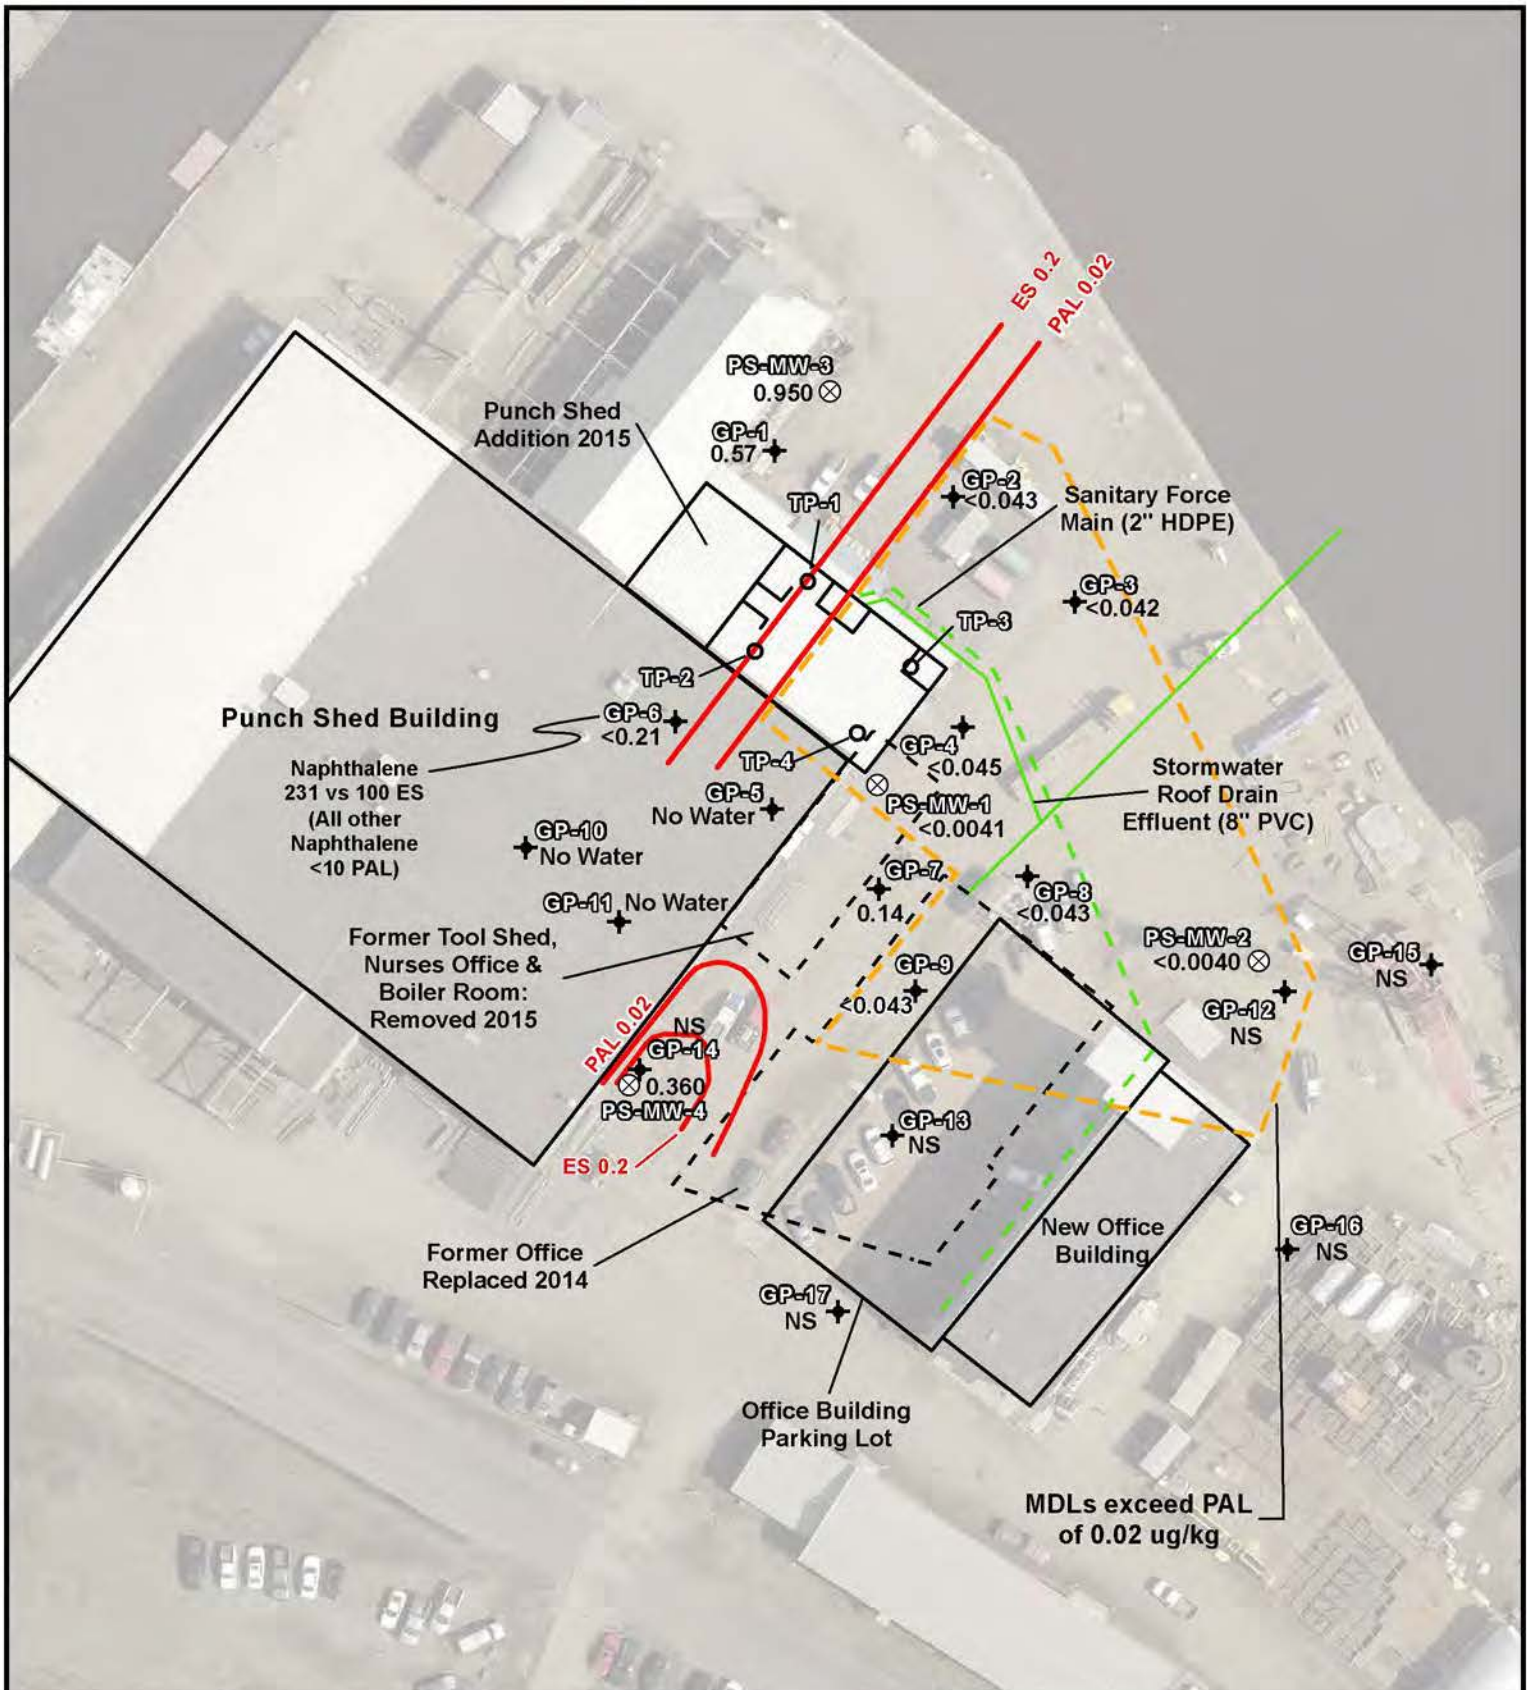 ES 0.2
PAL 0.02
PS-MW-3
0.950
Punch Shed
Addition 2015
GP-1
0.57
TP-1
GP-2
<0.043
Sanitary Force
Main (2" HDPE)
GP-3
<0.042
TP-3
TP-2
Punch Shed Building
GP-6
<0.21
Naphthalene
231 vs 100 ES
(All other
Naphthalene
<10 PAL)
TP-4
GP-4
<0.045
GP-5
No Water
PS-MW-1
<0.0041
Stormwater
Roof Drain
Effluent (8" PVC)
GP-10
No Water
GP-7
0.14
GP-8
<0.043
GP-11
No Water
Former Tool Shed,
Nurses Office &
Boiler Room:
Removed 2015
PS-MW-2
<0.0040
GP-15
NS
GP-9
<0.043
GP-12
NS
PAL 0.02
NS
GP-14
0.360
PS-MW-4
ES 0.2
GP-13
NS
New Office
Building
GP-16
NS
Former Office
Replaced 2014
GP-17
NS
Office Building
Parking Lot
MDLs exceed PAL
of 0.02 ug/kg